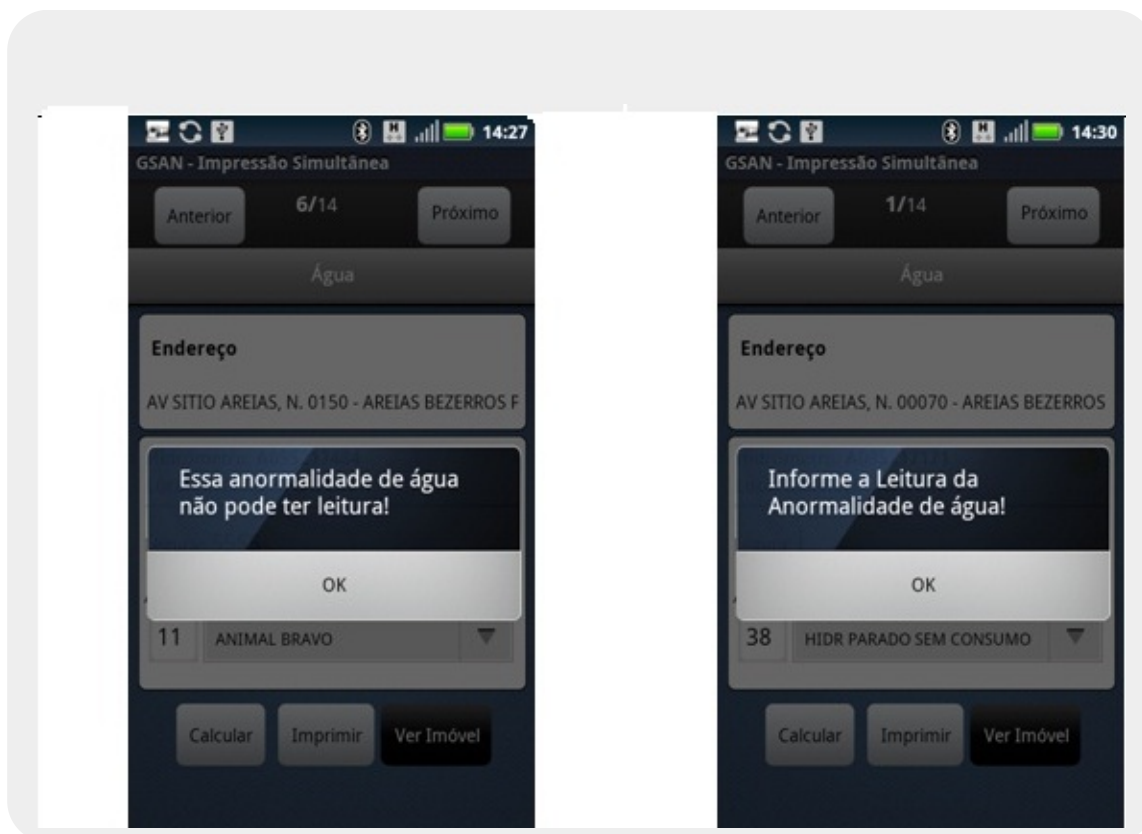 14:27
GSAN - Impressão Simultânea
Anterior
6/14
Próximo
Água
Endereço
AV SITIO AREIAS, N. 0150 - AREIAS BEZERROS
Essa anormalidade de água
não pode ter leitura!
OK
11 ANIMAL BRAVO
Calcular Imprimir Ver Imóvel
14:30
GSAN - Impressão Simultânea
Anterior
1/14
Próximo
Água
Endereço
AV SITIO AREIAS, N. 00070 - AREIAS BEZERROS
Informe a Leitura da
Anormalidade de água!
OK
38 HIDR PARADO SEM CONSUMO
Calcular Imprimir Ver Imóvel